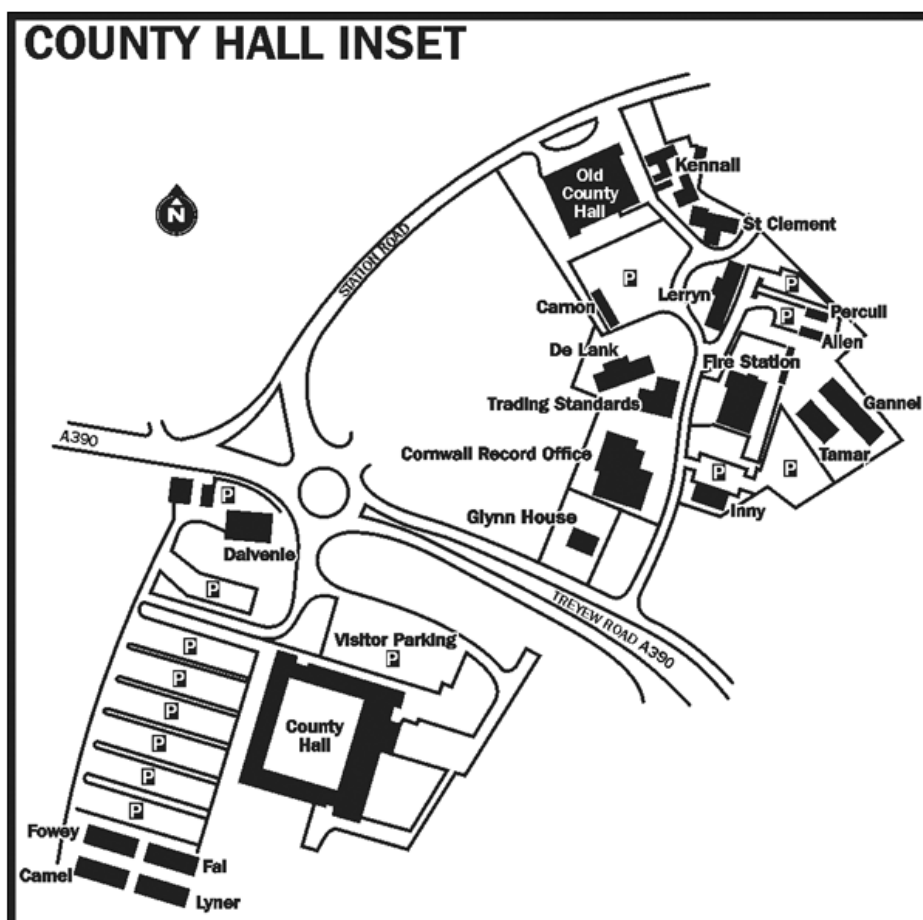 COUNTY HALL INSET
N
Old
County
Hall
Kennall
St Clement
STATION ROAD
P
Carnon
Lerryn
P
P
Percuil
Allen
De Lank
Fire Station
Trading Standards
Gannel
Tamar
A390
Cornwall Record Office
P
P
Inny
P
Glynn House
Dalvenie
P
TREYEW ROAD A390
Visitor Parking
P
P
P
P
P
P
P
County
Hall
Fowey
Fal
Camel
Lyner